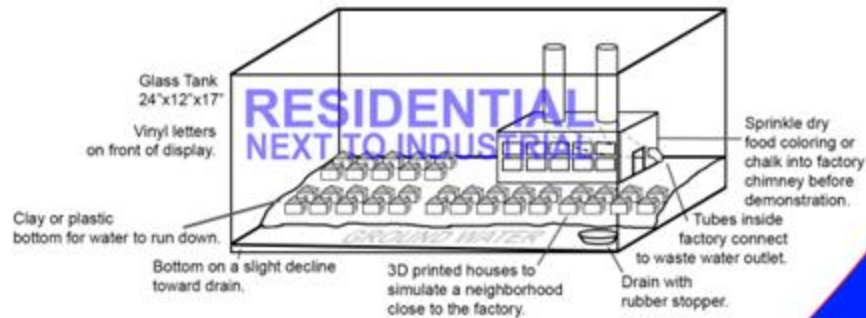 Glass Tank
24"x12"x17"
Vinyl letters
on front of display.
RESIDENTIAL
NEXT TO INDUSTRIAL
Sprinkle dry
food coloring or
chalk into factory
chimney before
demonstration.
Clay or plastic
bottom for water to run down.
GROUND WATER
Tubes inside
factory connect
to waste water outlet.
Bottom on a slight decline
toward drain.
3D printed houses to
simulate a neighborhood
close to the factory.
Drain with
rubber stopper.